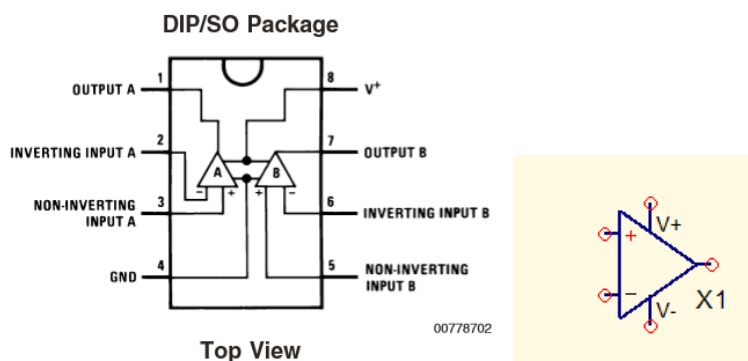 DIP/SO Package
1
OUTPUT A
8
V+
2
INVERTING INPUT A
7
OUTPUT B
A
B
-
+
+
-
3
NON-INVERTING
INPUT A
6
INVERTING INPUT B
4
GND
5
NON-INVERTING
INPUT B
00778702
Top View
+
V+
-
V-
X1